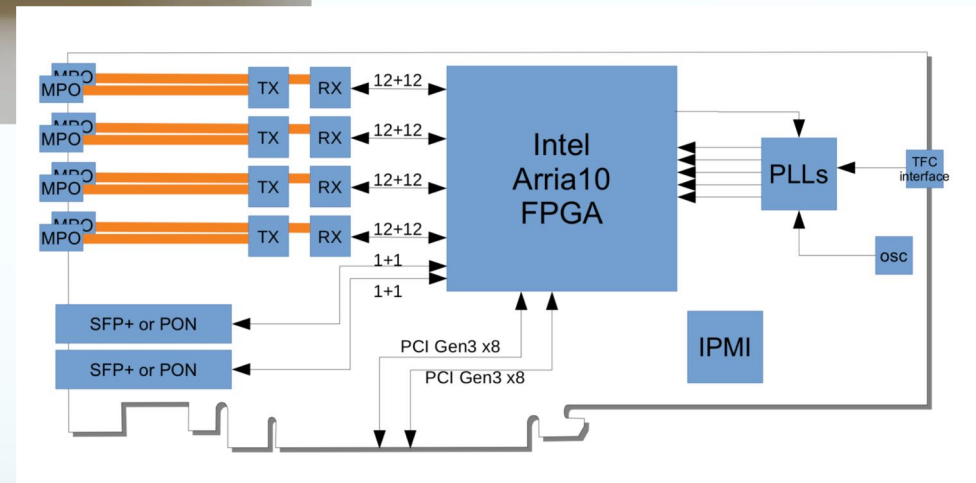 MPO
MPO
TX
RX
12+12
MPO
MPO
TX
RX
12+12
MPO
MPO
TX
RX
12+12
MPO
MPO
TX
RX
12+12
1+1
1+1
Intel
Arria10
FPGA
PLLs
TFC
interface
osc
SFP+ or PON
SFP+ or PON
PCI Gen3 x8
PCI Gen3 x8
IPMI